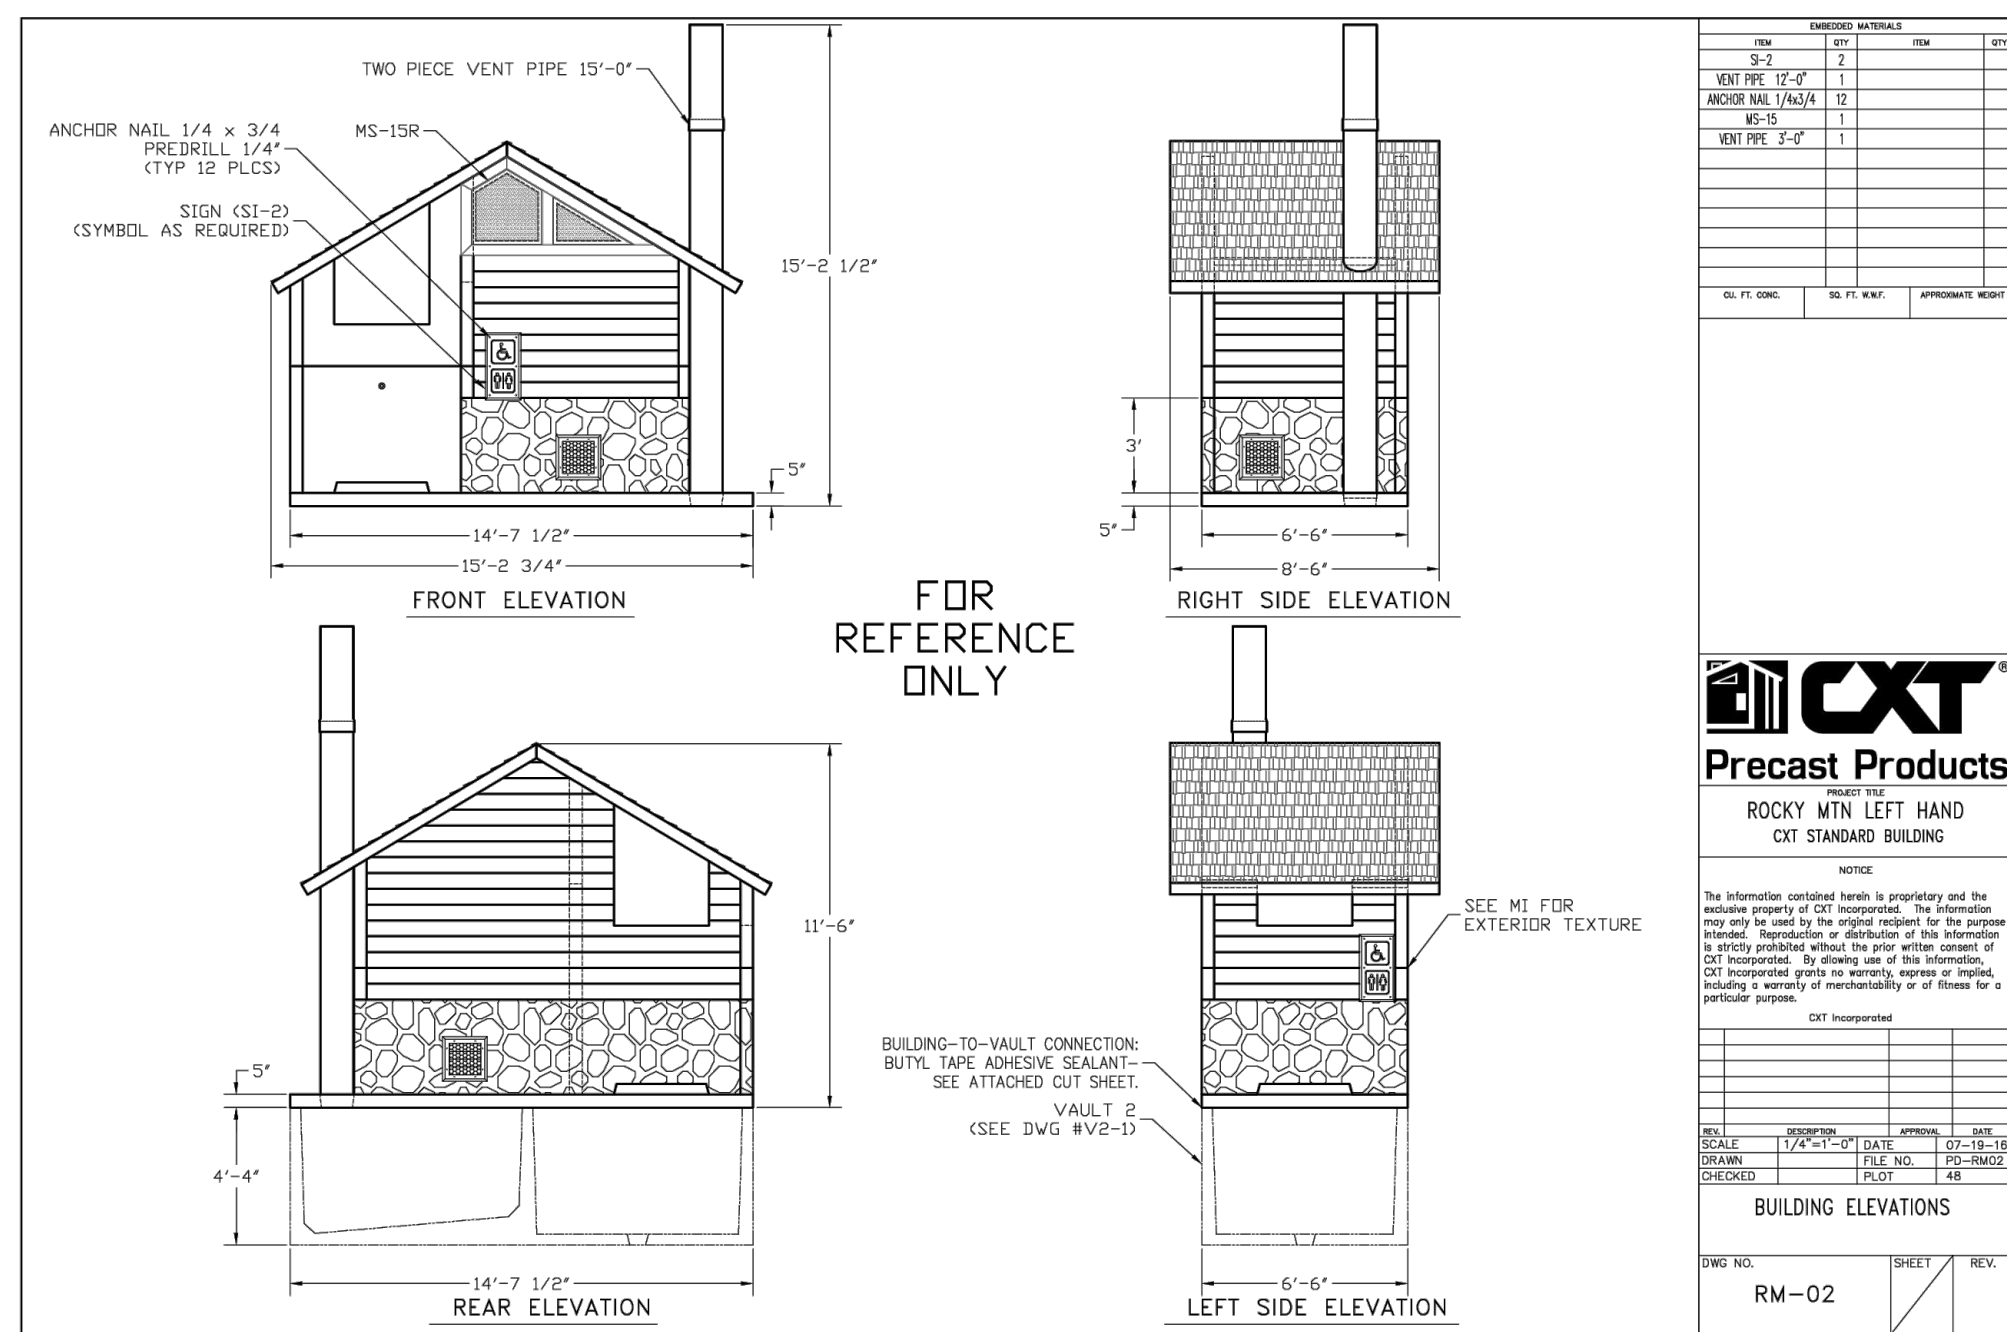 TWO PIECE VENT PIPE 15'-0"
ANCHOR NAIL 1/4 x 3/4
PREDRILL 1/4"
(TYP 12 PLCS)
MS-15R
SIGN (SI-2)
(SYMBOL AS REQUIRED)
15'-2 1/2"
5"
14'-7 1/2"
15'-2 3/4"
FRONT ELEVATION
3'
5"
6'-6"
8'-6"
RIGHT SIDE ELEVATION
FOR
REFERENCE
ONLY
11'-6"
5"
4'-4"
14'-7 1/2"
REAR ELEVATION
SEE MI FOR
EXTERIOR TEXTURE
BUILDING-TO-VAULT CONNECTION:
BUTYL TAPE ADHESIVE SEALANT-
SEE ATTACHED CUT SHEET.
VAULT 2
(SEE DWG #V2-1)
6'-6"
LEFT SIDE ELEVATION
EMBEDDED MATERIALS
ITEM QTY ITEM QTY
SI-2 2
VENT PIPE 12'-0" 1
ANCHOR NAIL 1/4x3/4 12
MS-15 1
VENT PIPE 3'-0" 1
CU. FT. CONC. SQ. FT. W.W.F. APPROXIMATE WEIGHT
CXT®
Precast Products
PROJECT TITLE
ROCKY MTN LEFT HAND
CXT STANDARD BUILDING
NOTICE
The information contained herein is proprietary and the
exclusive property of CXT Incorporated. The information
may only be used by the original recipient for the purpose
intended. Reproduction or distribution of this information
is strictly prohibited without the prior written consent of
CXT Incorporated. By allowing use of this information,
CXT Incorporated grants no warranty, express or implied,
including a warranty of merchantability or of fitness for a
particular purpose.
CXT Incorporated
REV. DESCRIPTION APPROVAL DATE
SCALE 1/4"=1'-0" DATE 07-19-16
DRAWN FILE NO. PD-RM02
CHECKED PLOT 48
BUILDING ELEVATIONS
DWG NO. SHEET REV.
RM-02